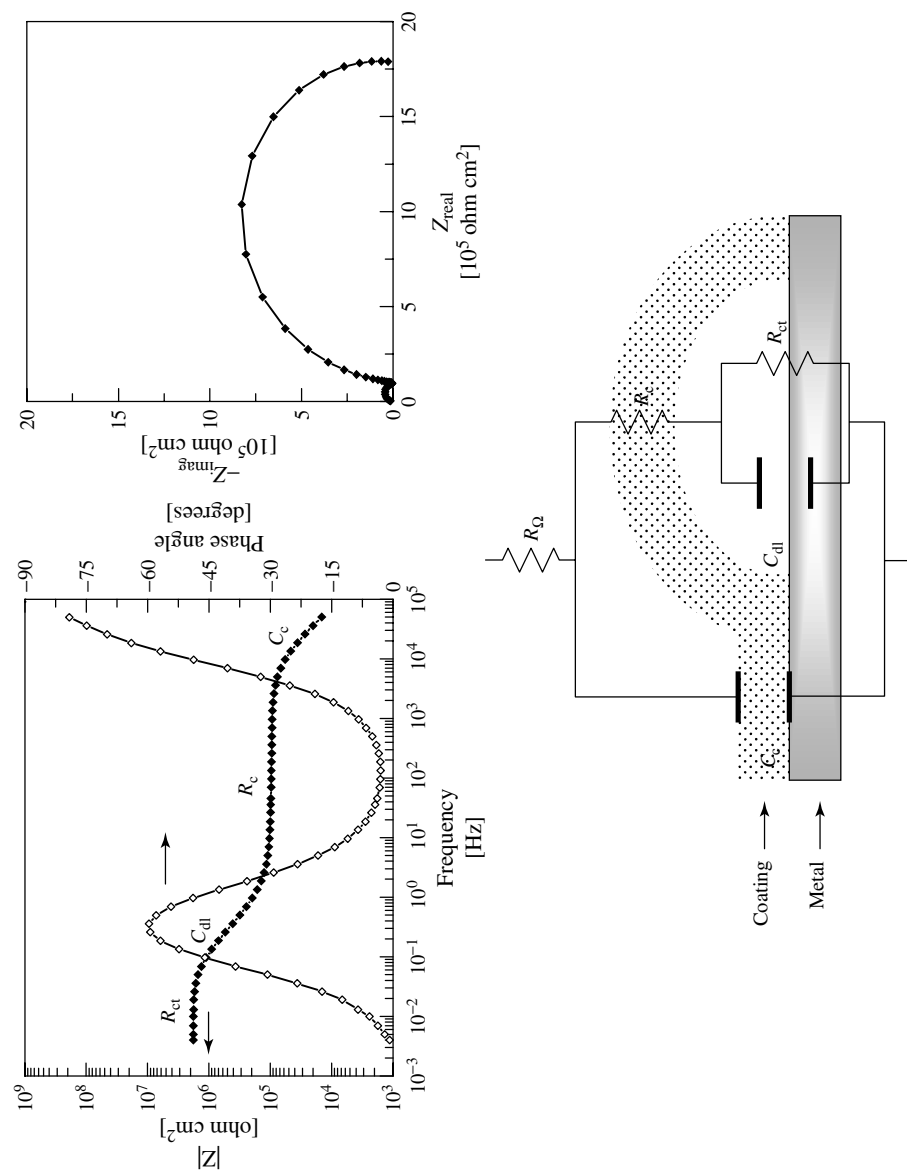 10⁹
10⁸
10⁷
10⁶
10⁵
10⁴
10³
|Z|
[ohm cm²]
10⁻³
10⁻²
10⁻¹
10⁰
10¹
10²
10³
10⁴
10⁵
Frequency
[Hz]
−90
−75
−60
−45
−30
−15
0
Phase angle
[degrees]
R_ct
C_dl
R_c
C_c
20
15
10
5
0
−Z_imag
[10⁵ ohm cm²]
0
5
10
15
20
Z_real
[10⁵ ohm cm²]
R_Ω
R_c
R_ct
C_dl
C_c
Coating
Metal